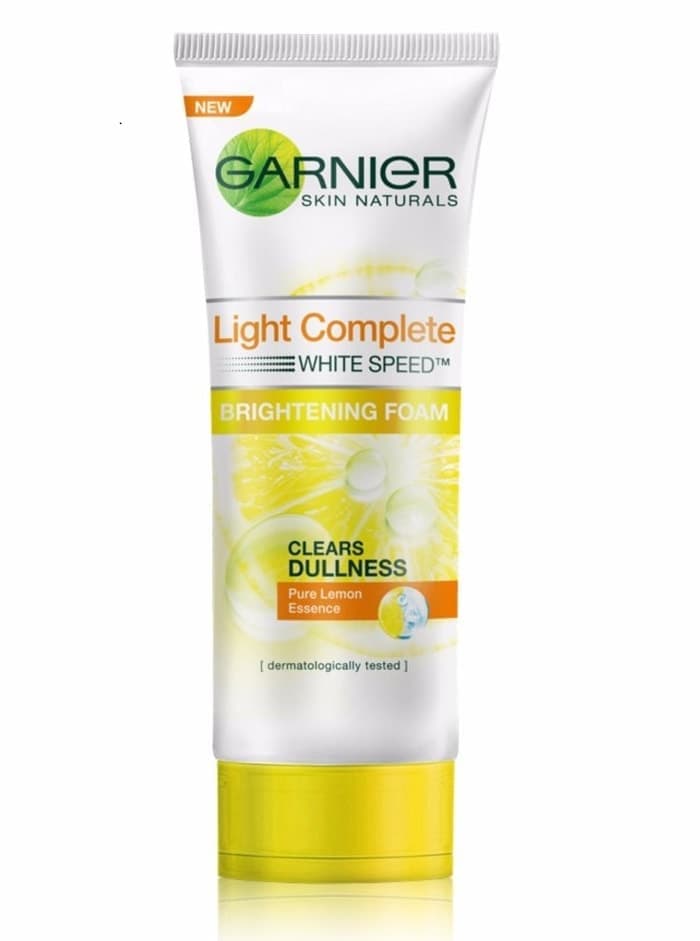 NEW
GARNIER
SKIN NATURALS
Light Complete
WHITE SPEED™
BRIGHTENING FOAM
CLEARS
DULLNESS
Pure Lemon
Essence
[ dermatologically tested ]